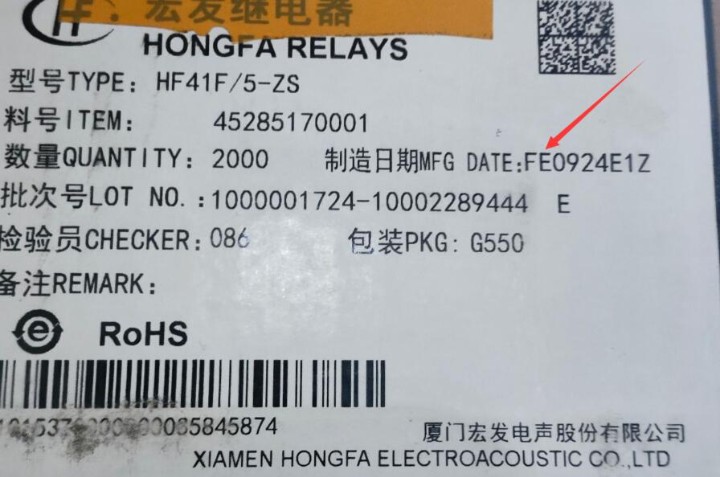 HF 宏发继电器
HONGFA RELAYS
型号TYPE: HF41F/5-ZS
料号ITEM: 45285170001
数量QUANTITY: 2000 制造日期MFG DATE:FE0924E1Z
批次号LOT NO.:1000001724-10002289444 E
检验员CHECKER:086 包装PKG: G550
备注REMARK:
e RoHS
厦门宏发电声股份有限公司
XIAMEN HONGFA ELECTROACOUSTIC CO.,LTD